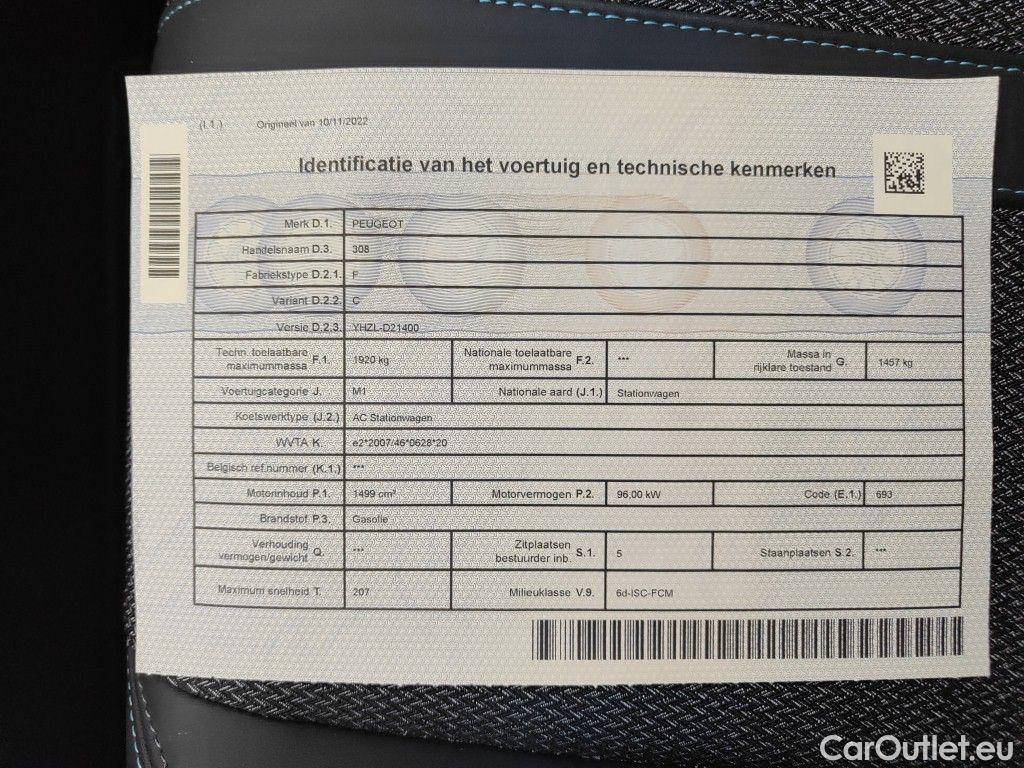 (I.1.) Origineel van 10/11/2022
Identificatie van het voertuig en technische kenmerken
Merk D.1. PEUGEOT
Handelsnaam D.3. 308
Fabriekstype D.2.1. F
Variant D.2.2. C
Versie D.2.3. YHZL-D21400
Techn. toelaatbare maximummassa F.1. 1920 kg Nationale toelaatbare maximummassa F.2. *** Massa in rijklare toestand G. 1457 kg
Voertuigcategorie J. M1 Nationale aard (J.1.) Stationwagen
Koetswerktype (J.2.) AC Stationwagen
WVTA K. e2*2007/46*0628*20
Belgisch ref.nummer (K.1.) ***
Motorinhoud P.1. 1499 cm³ Motorvermogen P.2. 96,00 kW Code (E.1.) 693
Brandstof P.3. Gasolie
Verhouding vermogen/gewicht Q. *** Zitplaatsen bestuurder inb. S.1. 5 Staanplaatsen S.2. ***
Maximum snelheid T. 207 Milieuklasse V.9. 6d-ISC-FCM
CarOutlet.eu